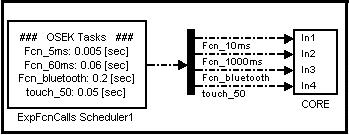 ### OSEK Tasks ###
Fcn_5ms: 0.005 [sec]
Fcn_60ms: 0.06 [sec]
Fcn_bluetooth: 0.2 [sec]
touch_50: 0.05 [sec]
ExpFcnCalls Scheduler1
Fcn_10ms
Fcn_1000ms
Fcn_bluetooth
touch_50
In1
In2
In3
In4
CORE